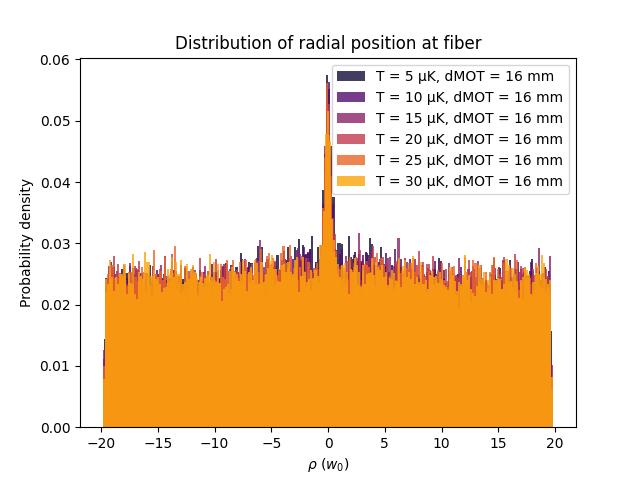 Distribution of radial position at fiber
Probability density
0.06
0.05
0.04
0.03
0.02
0.01
0.00
T = 5 μK, dMOT = 16 mm
T = 10 μK, dMOT = 16 mm
T = 15 μK, dMOT = 16 mm
T = 20 μK, dMOT = 16 mm
T = 25 μK, dMOT = 16 mm
T = 30 μK, dMOT = 16 mm
−20 −15 −10 −5 0 5 10 15 20
ρ (w₀)